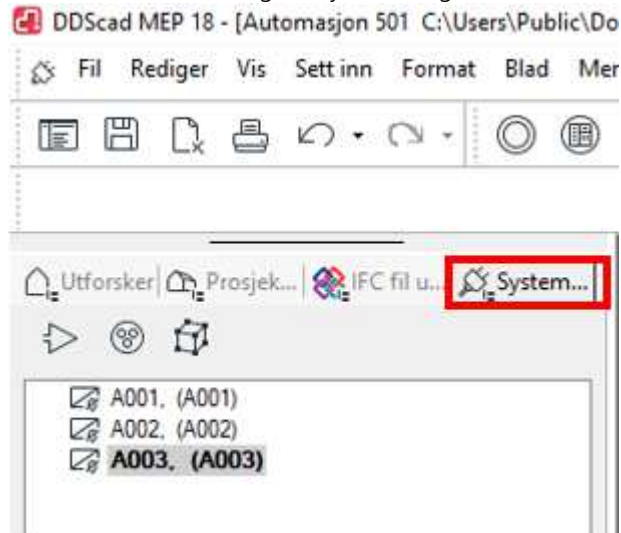 DDScad MEP 18 - [Automasjon 501 C:\Users\Public\Do
Fil Rediger Vis Sett inn Format Blad Mer
Utforsker Prosjek... IFC fil u... System...
A001, (A001)
A002, (A002)
A003, (A003)